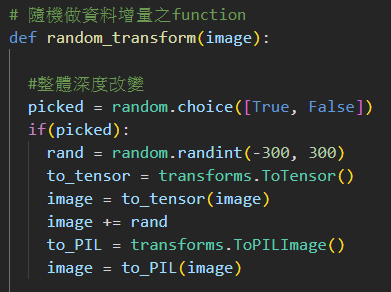 # 隨機做資料增量之function
def random_transform(image):
#整體深度改變
picked = random.choice([True, False])
if(picked):
rand = random.randint(-300, 300)
to_tensor = transforms.ToTensor()
image = to_tensor(image)
image += rand
to_PIL = transforms.ToPILImage()
image = to_PIL(image)